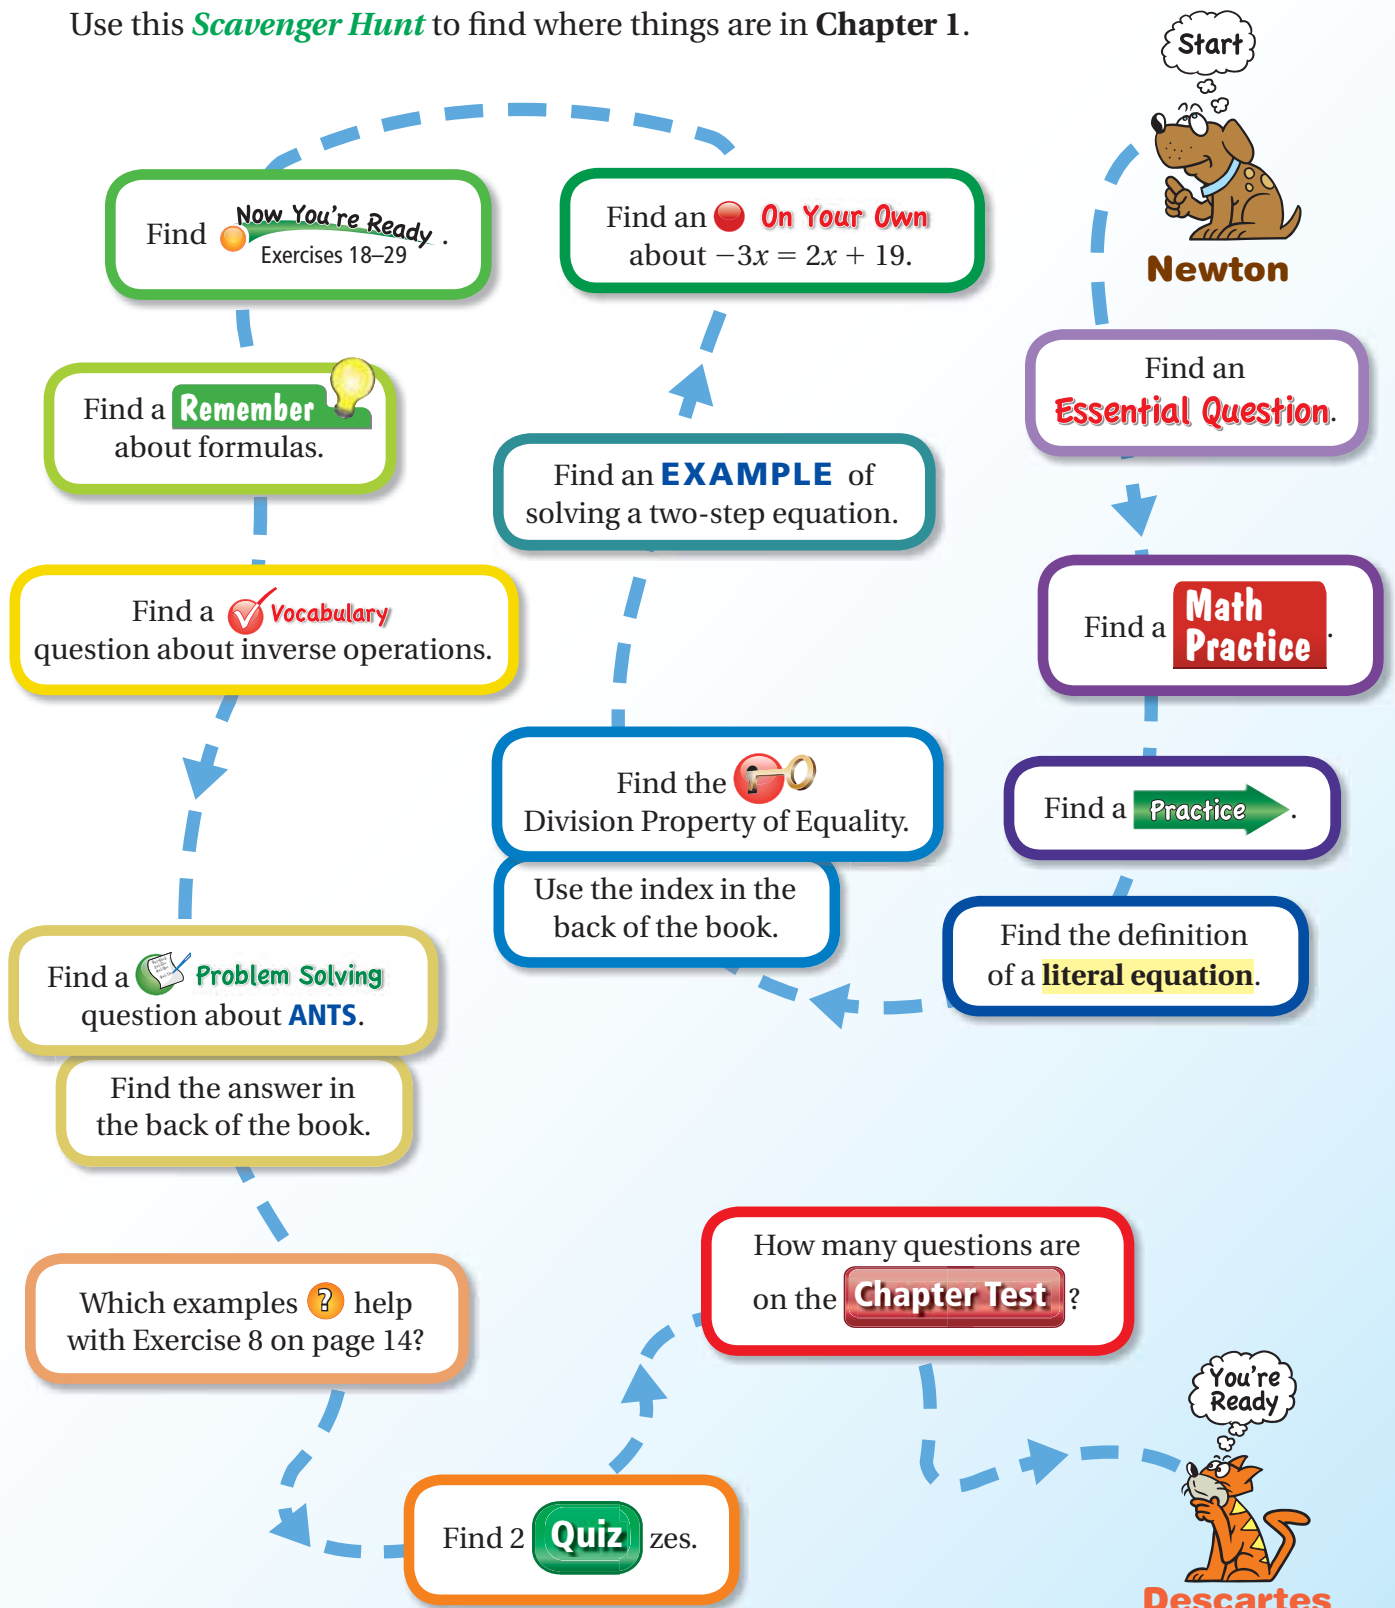 Use this Scavenger Hunt to find where things are in Chapter 1.
Start
Newton
Find an
Essential Question.
Find a Math
Practice.
Find a Practice.
Find the definition
of a literal equation.
Find the
Division Property of Equality.
Use the index in the
back of the book.
Find an EXAMPLE of
solving a two-step equation.
Find an On Your Own
about −3x = 2x + 19.
Find Now You're Ready.
Exercises 18–29
Find a Remember
about formulas.
Find a Vocabulary
question about inverse operations.
Find a Problem Solving
question about ANTS.
Find the answer in
the back of the book.
Which examples ? help
with Exercise 8 on page 14?
Find 2 Quiz zes.
How many questions are
on the Chapter Test ?
You're
Ready
Descartes